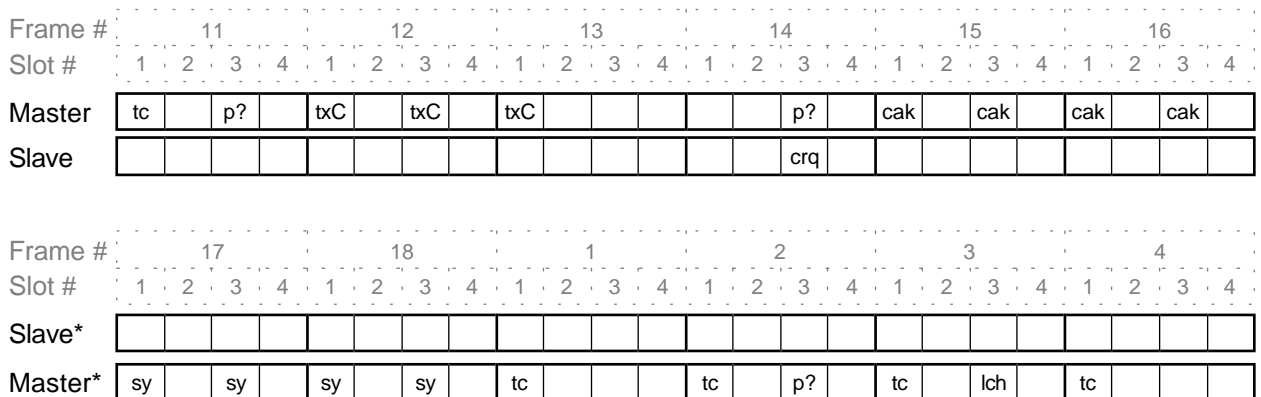 Frame # 11 12 13 14 15 16
Slot # 1 2 3 4 1 2 3 4 1 2 3 4 1 2 3 4 1 2 3 4 1 2 3 4
Master tc p? txC txC txC p? cak cak cak cak
Slave crq
Frame # 17 18 1 2 3 4
Slot # 1 2 3 4 1 2 3 4 1 2 3 4 1 2 3 4 1 2 3 4 1 2 3 4
Slave*
Master* sy sy sy sy tc tc p? tc lch tc